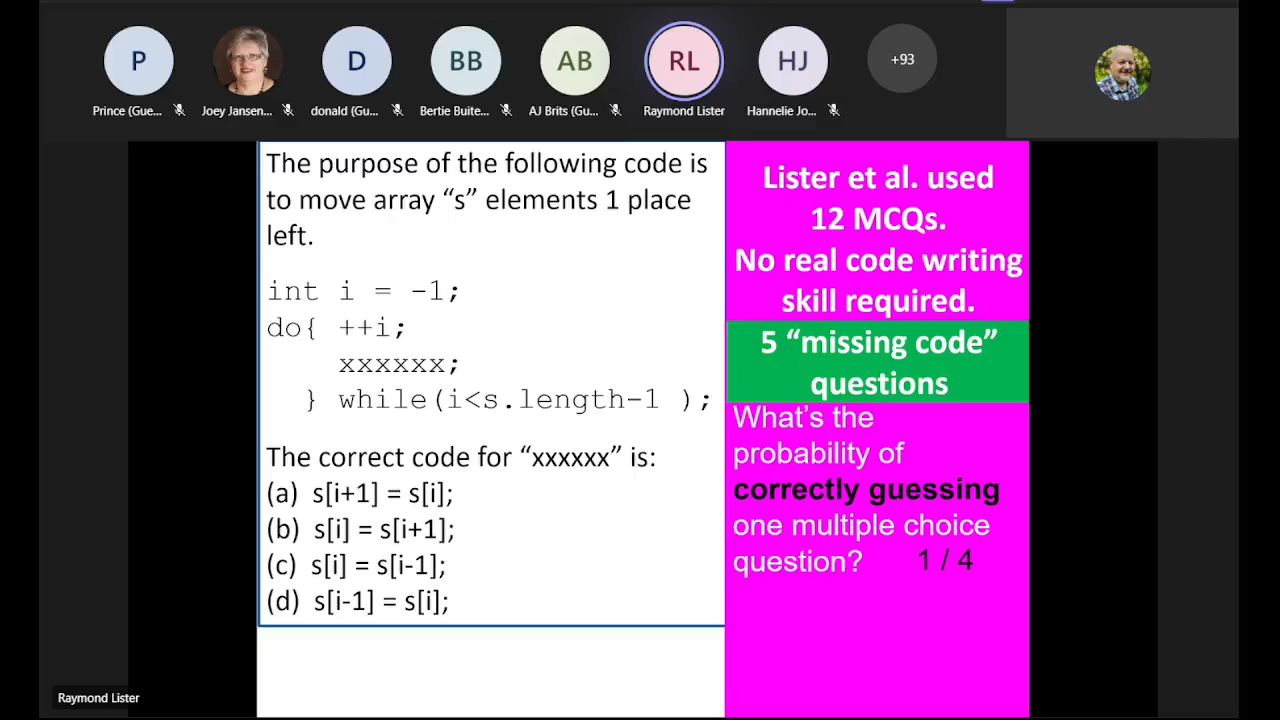 P
D
BB
AB
RL
HJ
+93
Prince (Gue...
Joey Jansen...
donald (Gu...
Bertie Buite...
AJ Brits (Gu...
Raymond Lister
Hannelie Jo...
The purpose of the following code is
to move array “s” elements 1 place
left.
int i = -1;
do{ ++i;
xxxxxx;
} while(i<s.length-1 );
The correct code for “xxxxxx” is:
(a) s[i+1] = s[i];
(b) s[i] = s[i+1];
(c) s[i] = s[i-1];
(d) s[i-1] = s[i];
Lister et al. used
12 MCQs.
No real code writing
skill required.
5 “missing code”
questions
What’s the
probability of
correctly guessing
one multiple choice
question? 1 / 4
Raymond Lister